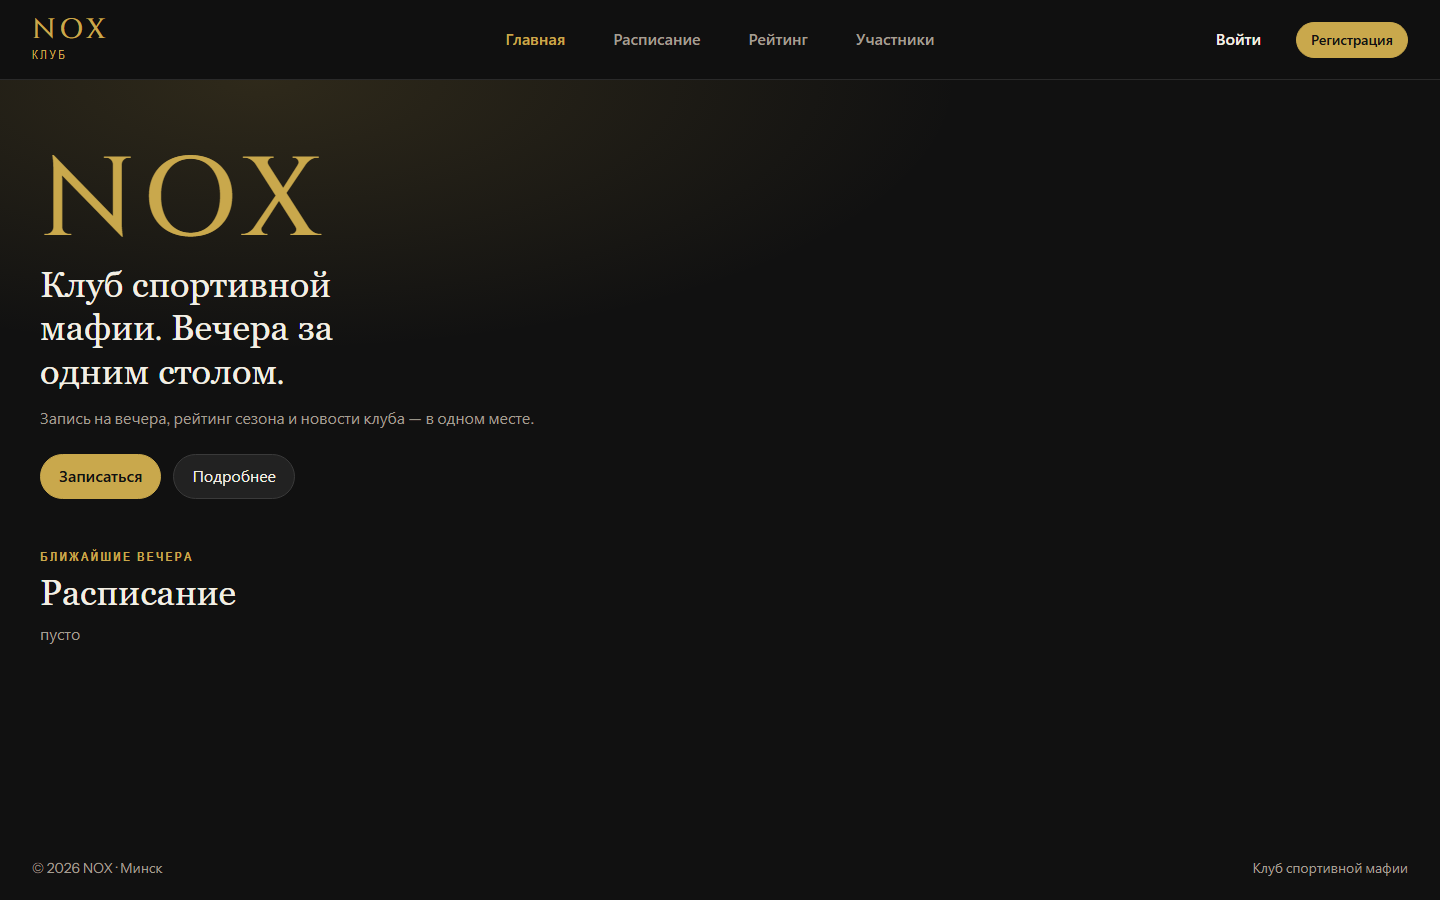 NOX
КЛУБ
Главная Расписание Рейтинг Участники
Войти Регистрация
NOX
Клуб спортивной
мафии. Вечера за
одним столом.
Запись на вечера, рейтинг сезона и новости клуба — в одном месте.
Записаться Подробнее
БЛИЖАЙШИЕ ВЕЧЕРА
Расписание
пусто
© 2026 NOX · Минск
Клуб спортивной мафии